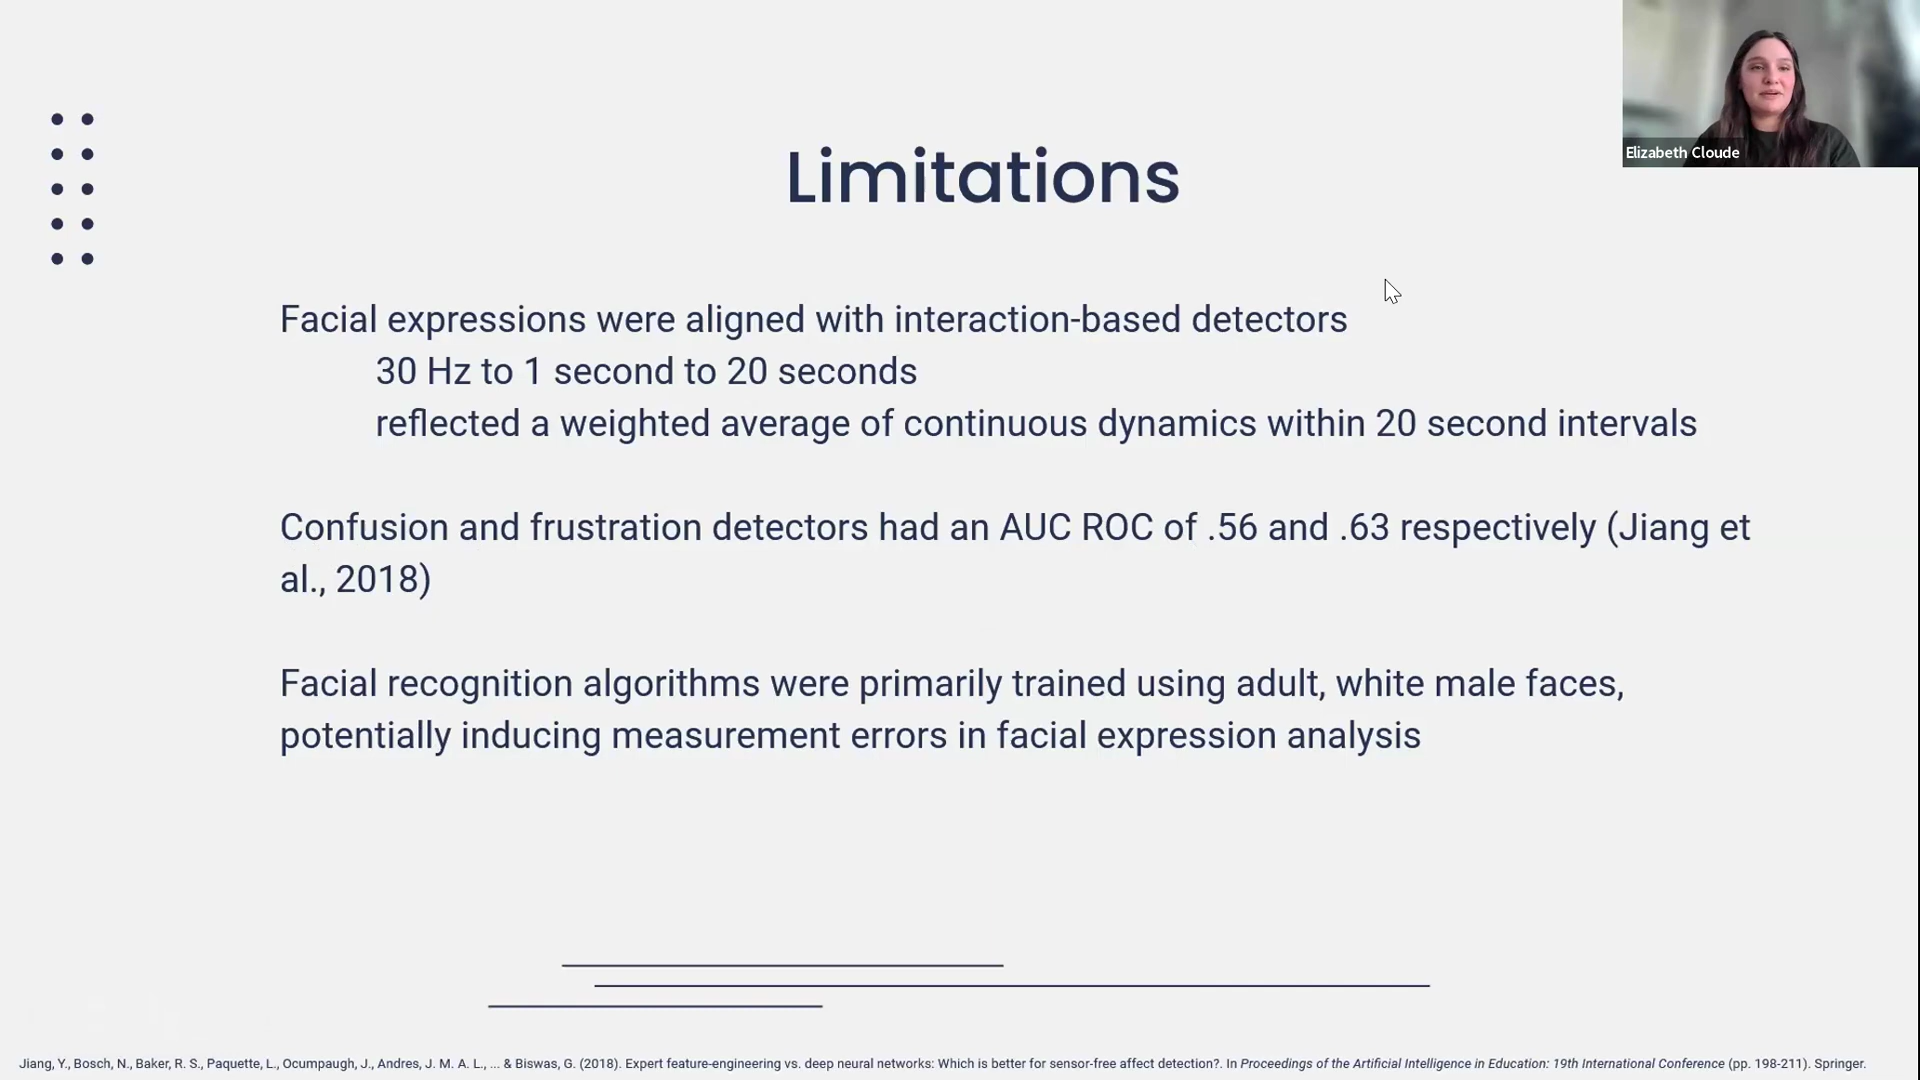 Elizabeth Cloude
Limitations
Facial expressions were aligned with interaction-based detectors
30 Hz to 1 second to 20 seconds
reflected a weighted average of continuous dynamics within 20 second intervals
Confusion and frustration detectors had an AUC ROC of .56 and .63 respectively (Jiang et
al., 2018)
Facial recognition algorithms were primarily trained using adult, white male faces,
potentially inducing measurement errors in facial expression analysis
Jiang, Y., Bosch, N., Baker, R. S., Paquette, L., Ocumpaugh, J., Andres, J. M. A. L., ... & Biswas, G. (2018). Expert feature-engineering vs. deep neural networks: Which is better for sensor-free affect detection?. In Proceedings of the Artificial Intelligence in Education: 19th International Conference (pp. 198-211). Springer.